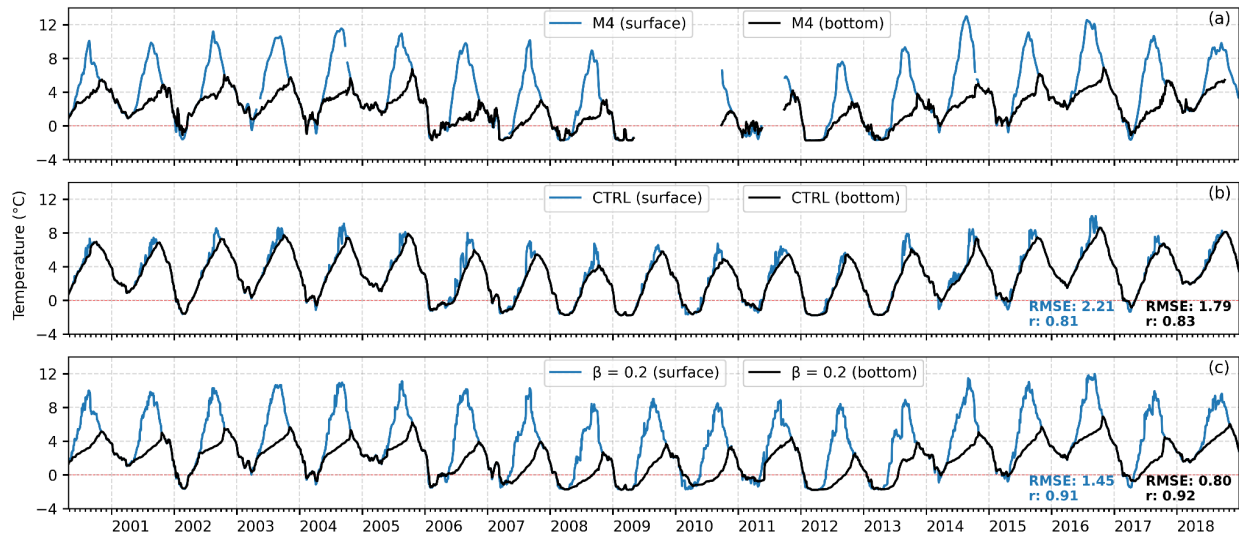 M4 (surface) M4 (bottom) (a)
12
8
4
0
−4
CTRL (surface) CTRL (bottom) (b)
12
8
4
0
−4
Temperature (°C)
RMSE: 2.21 RMSE: 1.79
r: 0.81 r: 0.83
β = 0.2 (surface) β = 0.2 (bottom) (c)
12
8
4
0
−4
RMSE: 1.45 RMSE: 0.80
r: 0.91 r: 0.92
2001 2002 2003 2004 2005 2006 2007 2008 2009 2010 2011 2012 2013 2014 2015 2016 2017 2018